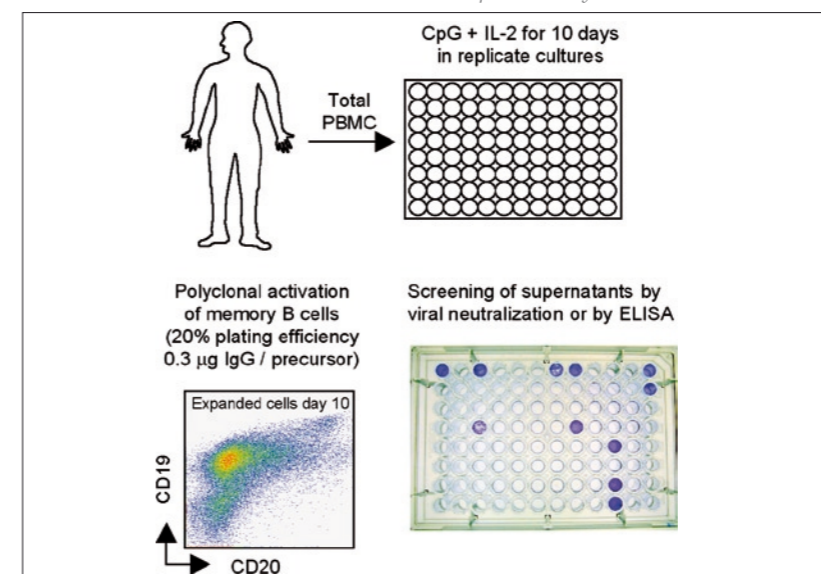 CpG + IL-2 for 10 days
in replicate cultures
Total
PBMC
Polyclonal activation
of memory B cells
(20% plating efficiency
0.3 µg IgG / precursor)
Screening of supernatants by
viral neutralization or by ELISA
Expanded cells day 10
CD19
CD20